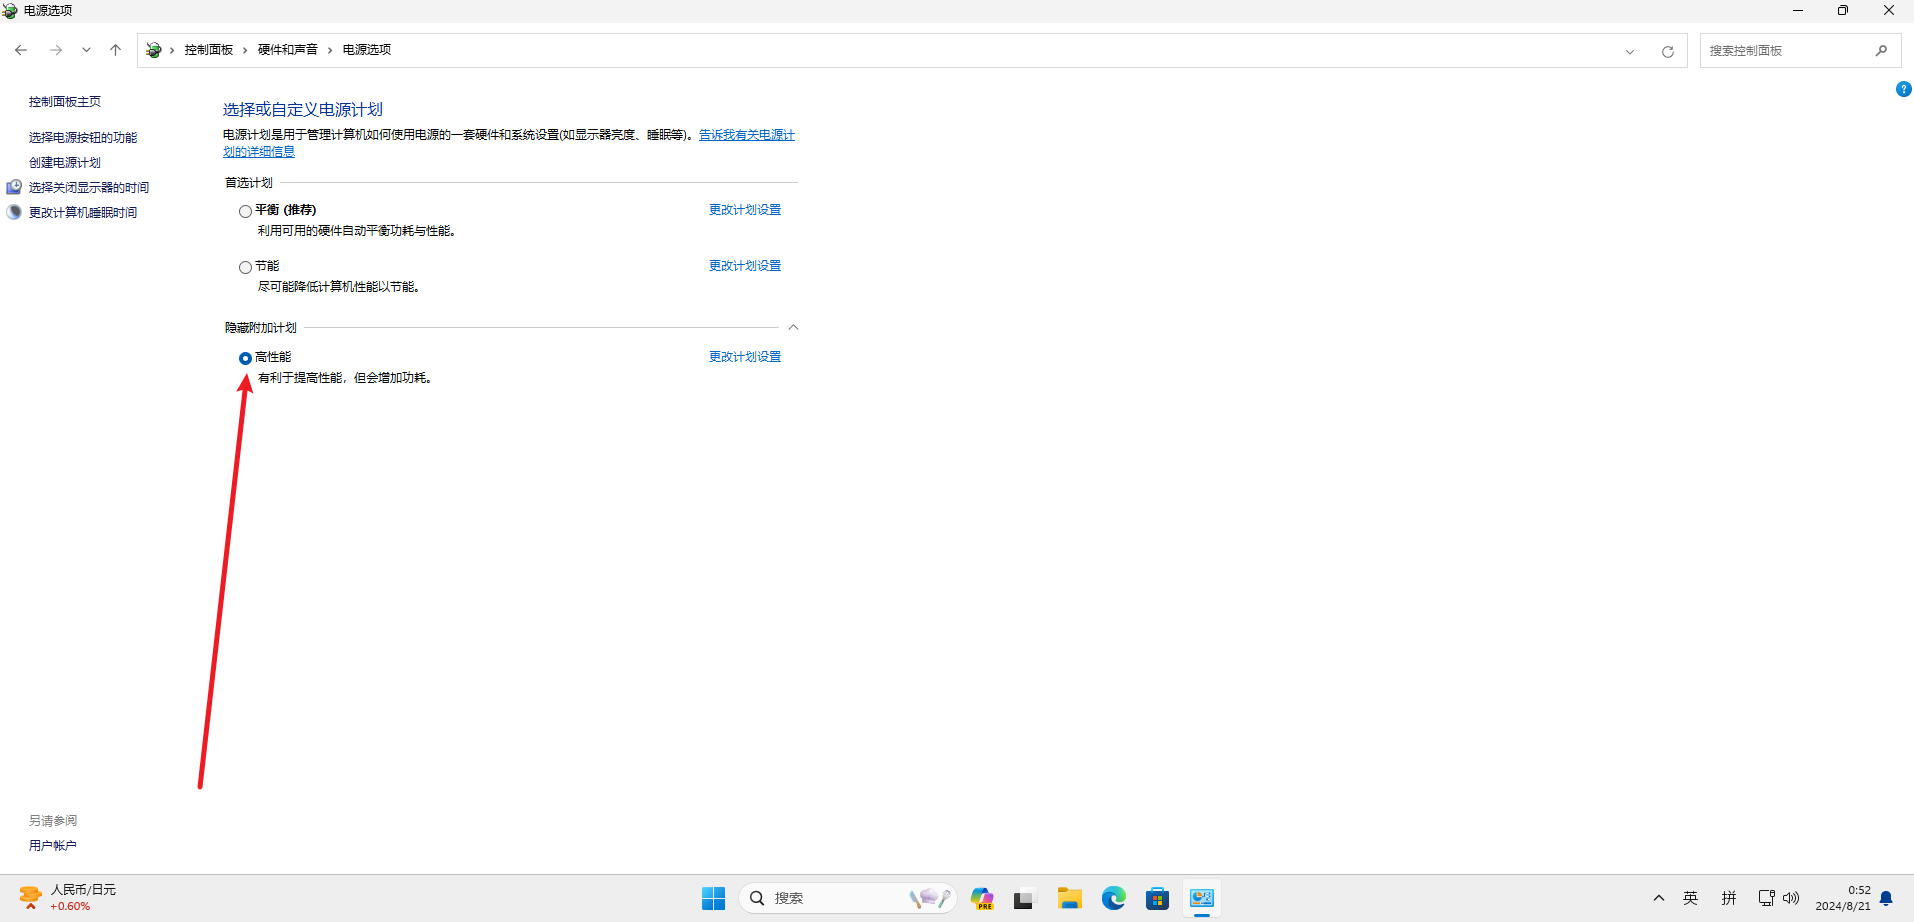 电源选项
控制面板 › 硬件和声音 › 电源选项
搜索控制面板
控制面板主页
选择电源按钮的功能
创建电源计划
选择关闭显示器的时间
更改计算机睡眠时间
选择或自定义电源计划
电源计划是用于管理计算机如何使用电源的一套硬件和系统设置(如显示器亮度、睡眠等)。告诉我有关电源计
划的详细信息
首选计划
平衡 (推荐) 更改计划设置
利用可用的硬件自动平衡功耗与性能。
节能 更改计划设置
尽可能降低计算机性能以节能。
隐藏附加计划
高性能 更改计划设置
有利于提高性能，但会增加功耗。
另请参阅
用户帐户
人民币/日元
+0.60%
搜索
PRE
英
拼
0:52
2024/8/21